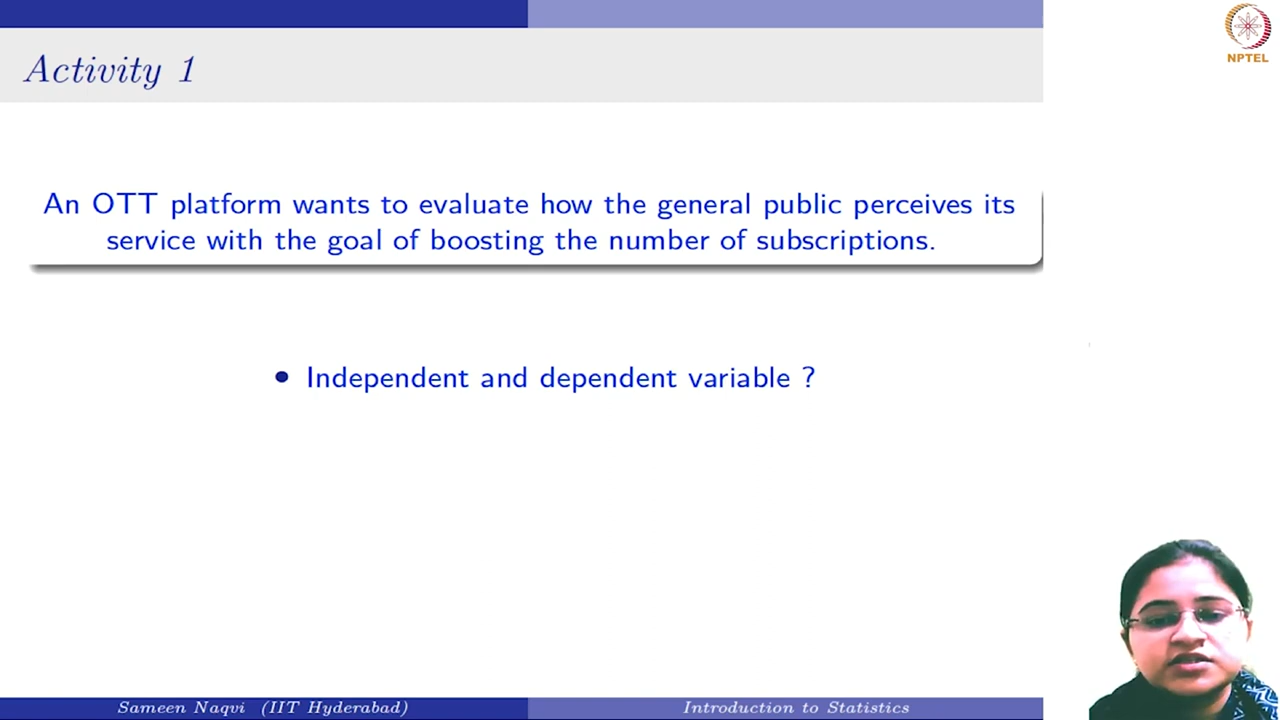 Activity 1
NPTEL
An OTT platform wants to evaluate how the general public perceives its
service with the goal of boosting the number of subscriptions.
• Independent and dependent variable ?
Sameen Naqvi (IIT Hyderabad)
Introduction to Statistics